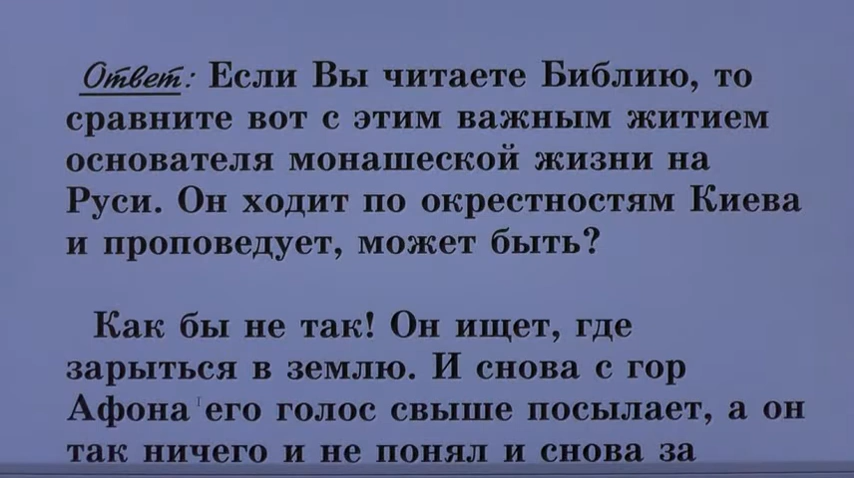 Ответ: Если Вы читаете Библию, то
сравните вот с этим важным житием
основателя монашеской жизни на
Руси. Он ходит по окрестностям Киева
и проповедует, может быть?
Как бы не так! Он ищет, где
зарыться в землю. И снова с гор
Афона его голос свыше посылает, а он
так ничего и не понял и снова за